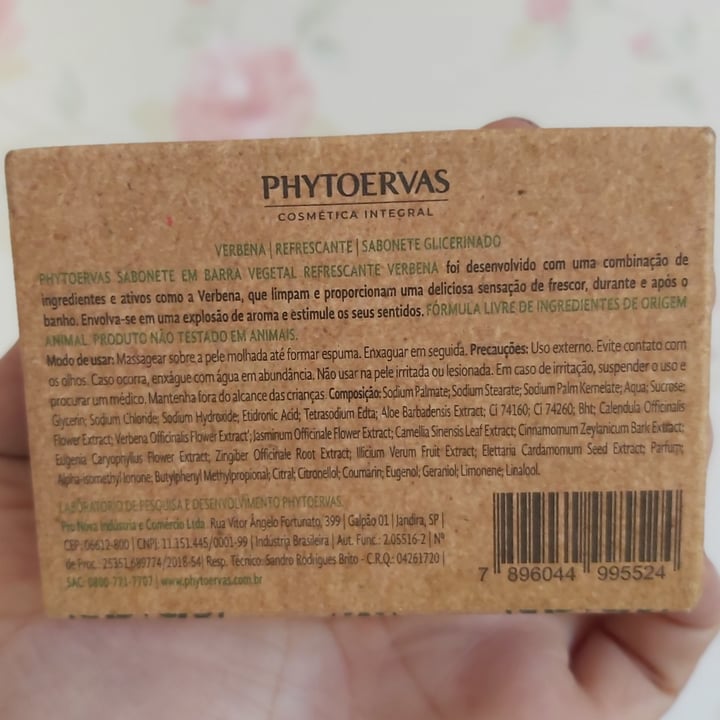 PHYTOERVAS
COSMÉTICA INTEGRAL
VERBENA | REFRESCANTE | SABONETE GLICERINADO
PHYTOERVAS SABONETE EM BARRA VEGETAL REFRESCANTE VERBENA foi desenvolvido com uma combinação de
ingredientes e ativos como a Verbena, que limpam e proporcionam uma deliciosa sensação de frescor, durante e após o
banho. Envolva-se em uma explosão de aroma e estimule os seus sentidos. FÓRMULA LIVRE DE INGREDIENTES DE ORIGEM
ANIMAL. PRODUTO NÃO TESTADO EM ANIMAIS.
Modo de usar: Massagear sobre a pele molhada até formar espuma. Enxaguar em seguida. Precauções: Uso externo. Evite contato com
os olhos. Caso ocorra, enxágue com água em abundância. Não usar na pele irritada ou lesionada. Em caso de irritação, suspender o uso e
procurar um médico. Mantenha fora do alcance das crianças. Composição: Sodium Palmate; Sodium Stearate; Sodium Palm Kernelate; Aqua; Sucrose;
Glycerin; Sodium Chloride; Sodium Hydroxide; Etidronic Acid; Tetrasodium Edta; Aloe Barbadensis Extract; CI 74160; CI 74260; Bht; Calendula Officinalis
Flower Extract; Verbena Officinalis Flower Extract; Jasminum Officinale Flower Extract; Camellia Sinensis Leaf Extract; Cinnamomum Zeylanicum Bark Extract;
Eugenia Caryophyllus Flower Extract; Zingiber Officinale Root Extract; Illicium Verum Fruit Extract; Elettaria Cardamomum Seed Extract; Parfum;
Alpha-isomethyl Ionone; Butylphenyl Methylpropional; Citral; Citronellol; Coumarin; Eugenol; Geraniol; Limonene; Linalool.
LABORATÓRIO DE PESQUISA E DESENVOLVIMENTO PHYTOERVAS
Pro Nova Indústria e Comércio Ltda. Rua Vitor Ângelo Fortunato, 399 | Galpão 01 | Jandira, SP |
CEP: 06612-800 | CNPJ: 11.151.445/0001-99 | Indústria Brasileira | Aut. Func.: 2.05516-2 | Nº
de Proc.: 25351.689774/2018-54 | Resp. Técnico: Sandro Rodrigues Brito - C.R.Q.: 04261720 |
SAC: 0800-771-7707 | www.phytoervas.com.br
7 896044 995524